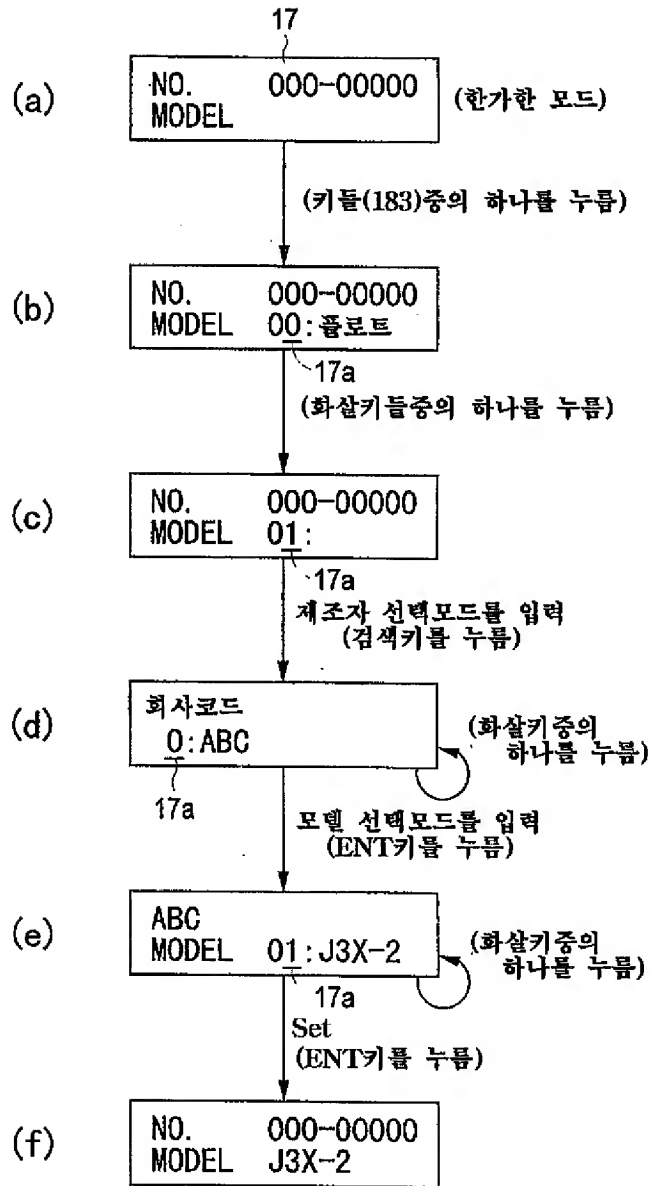 17
(a)
NO. 000-00000
MODEL
(한가한 모드)
(키들(183)중의 하나를 누름)
(b)
NO. 000-00000
MODEL 00:플로트
17a
(화살키들중의 하나를 누름)
(c)
NO. 000-00000
MODEL 01:
17a
제조자 선택모드를 입력
(검색키를 누름)
(d)
회사코드
0:ABC
17a
(화살키중의
하나를 누름)
모델 선택모드를 입력
(ENT키를 누름)
(e)
ABC
MODEL 01:J3X-2
17a
(화살키중의
하나를 누름)
Set
(ENT키를 누름)
(f)
NO. 000-00000
MODEL J3X-2